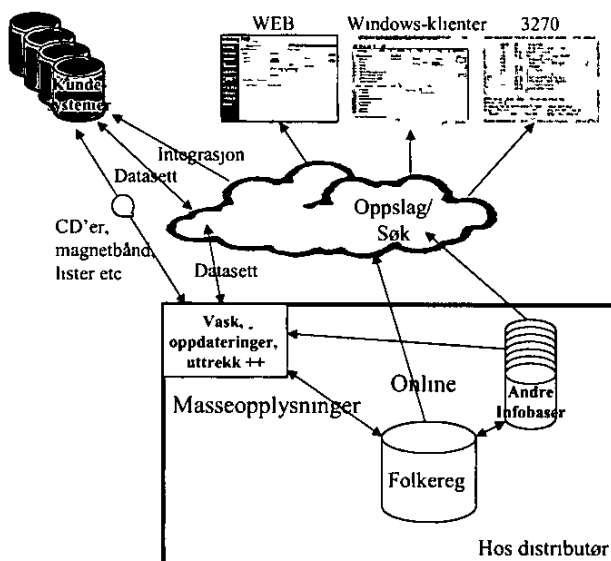 WEB
Windows-klienter
3270
Kunde
systemer
Integrasjon
Datasett
Oppslag/
Søk
CD'er,
magnetbånd,
lister etc
Datasett
Vask,
oppdateringer,
uttrekk ++
Online
Andre
Infobaser
Masseopplysninger
Folkereg
Hos distributør